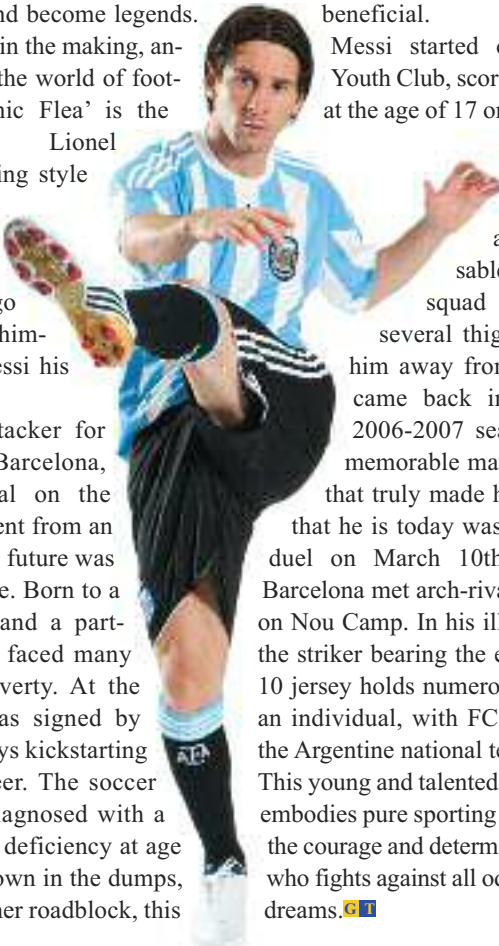 nd become legends.
in the making, an-
the world of foot-
nic Flea' is the
Lionel
ing style
go
him-
essi his
tacker for
Barcelona,
al on the
ent from an
future was
e. Born to a
and a part-
faced many
verty. At the
as signed by
ys kickstarting
eer. The soccer
agnosed with a
deficiency at age
own in the dumps,
her roadblock, this
beneficial.
Messi started
Youth Club, scor
at the age of 17 or
a
sable
squad
several thig
him away from
came back in
2006-2007 sea
memorable ma
that truly made h
that he is today was
duel on March 10th
Barcelona met arch-riva
on Nou Camp. In his ill
the striker bearing the e
10 jersey holds numero
an individual, with FC
the Argentine national te
This young and talented
embodies pure sporting
the courage and determ
who fights against all od
dreams. GT
AFA